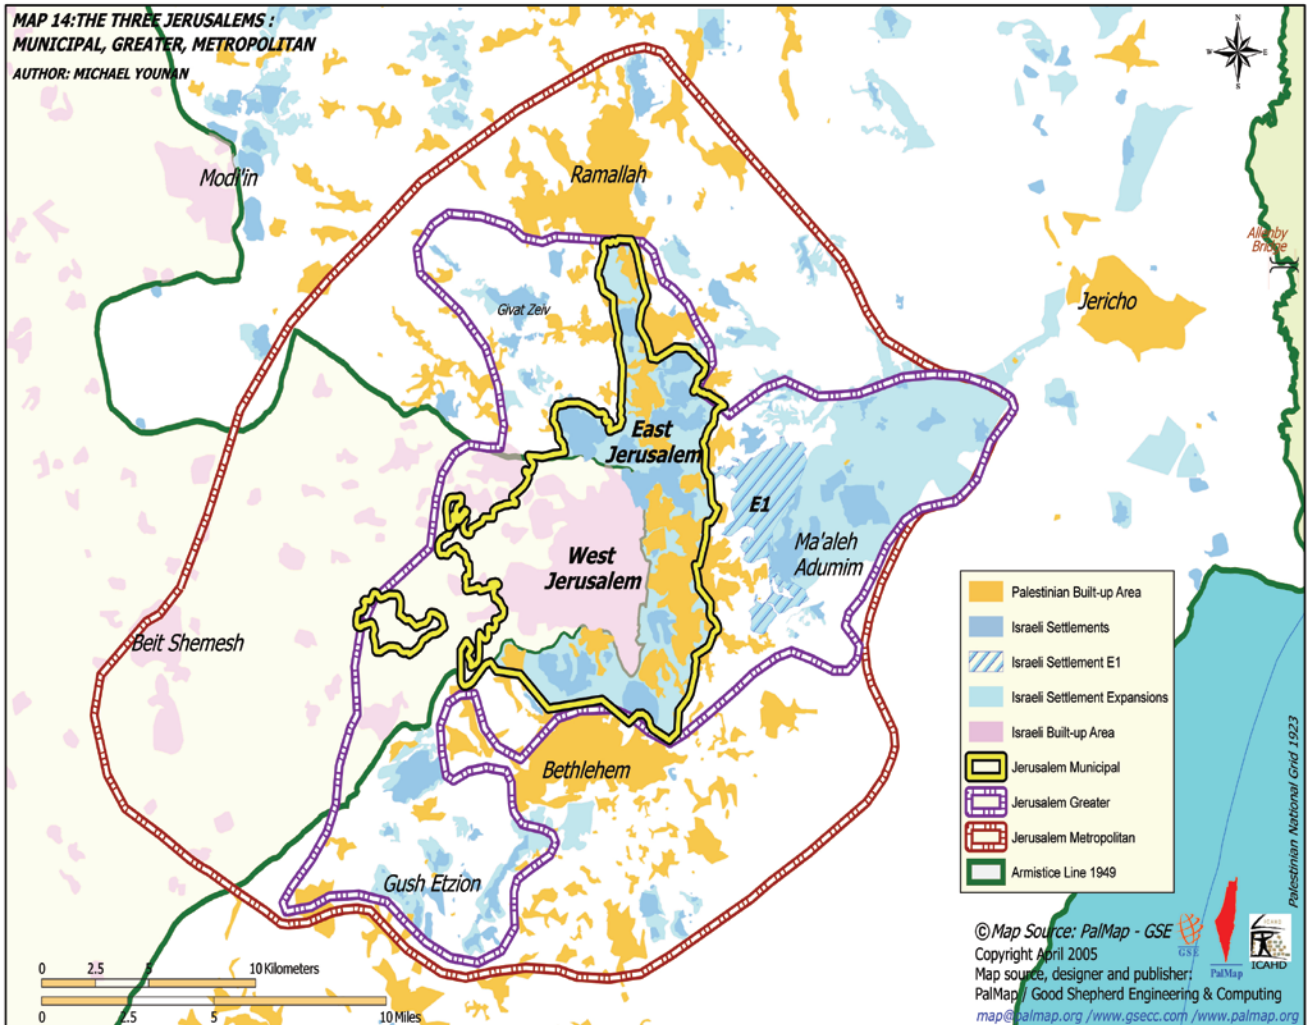 MAP 14:THE THREE JERUSALEMS :
MUNICIPAL, GREATER, METROPOLITAN
AUTHOR: MICHAEL YOUNAN
N
W
E
S
Modi'in
Ramallah
Allenby
Bridge
Jericho
Givat Zeiv
East
Jerusalem
E1
Ma'aleh
Adumim
West
Jerusalem
Beit Shemesh
Bethlehem
Gush Etzion
Palestinian Built-up Area
Israeli Settlements
Israeli Settlement E1
Israeli Settlement Expansions
Israeli Built-up Area
Jerusalem Municipal
Jerusalem Greater
Jerusalem Metropolitan
Armistice Line 1949
Palestinian National Grid 1923
©Map Source: PalMap - GSE
Copyright April 2005
Map source, designer and publisher:
PalMap / Good Shepherd Engineering & Computing
map@palmap.org /www.gsecc.com /www.palmap.org
GSE
PalMap
ICAHD
ICAHD
0 2.5 5 10 Kilometers
0 2.5 5 10 Miles